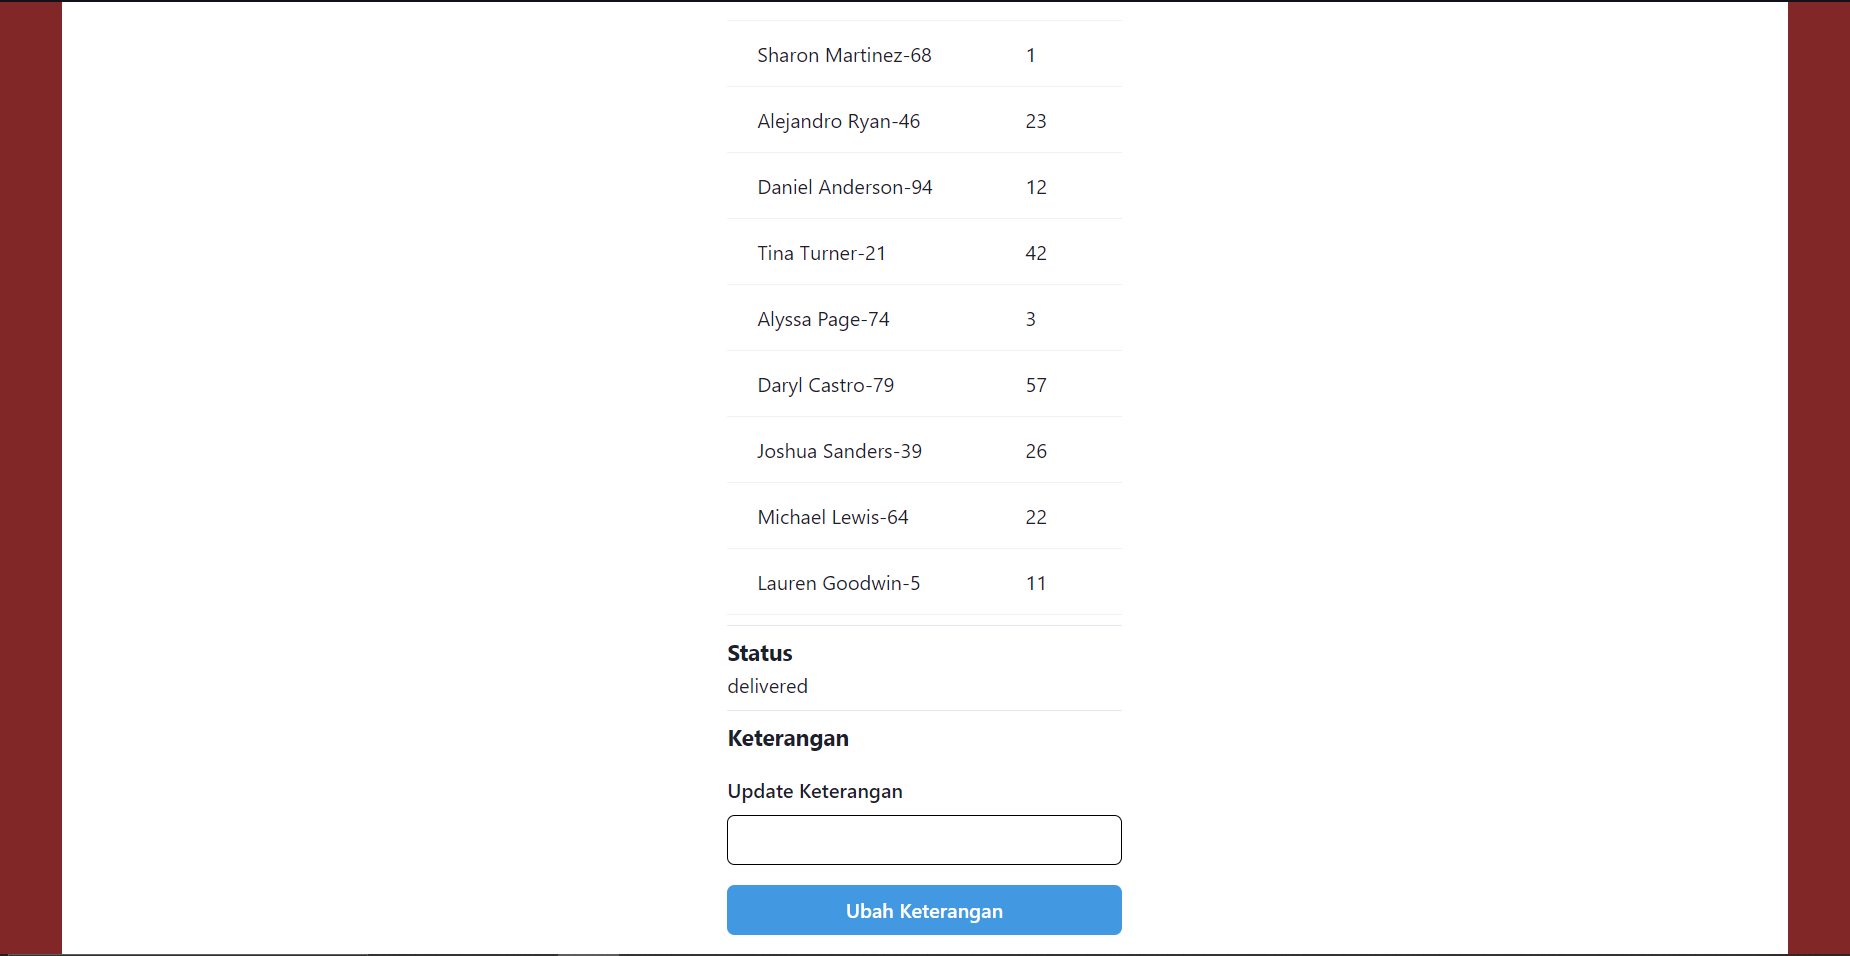 Sharon Martinez-68 1
Alejandro Ryan-46 23
Daniel Anderson-94 12
Tina Turner-21 42
Alyssa Page-74 3
Daryl Castro-79 57
Joshua Sanders-39 26
Michael Lewis-64 22
Lauren Goodwin-5 11
Status
delivered
Keterangan
Update Keterangan
Ubah Keterangan